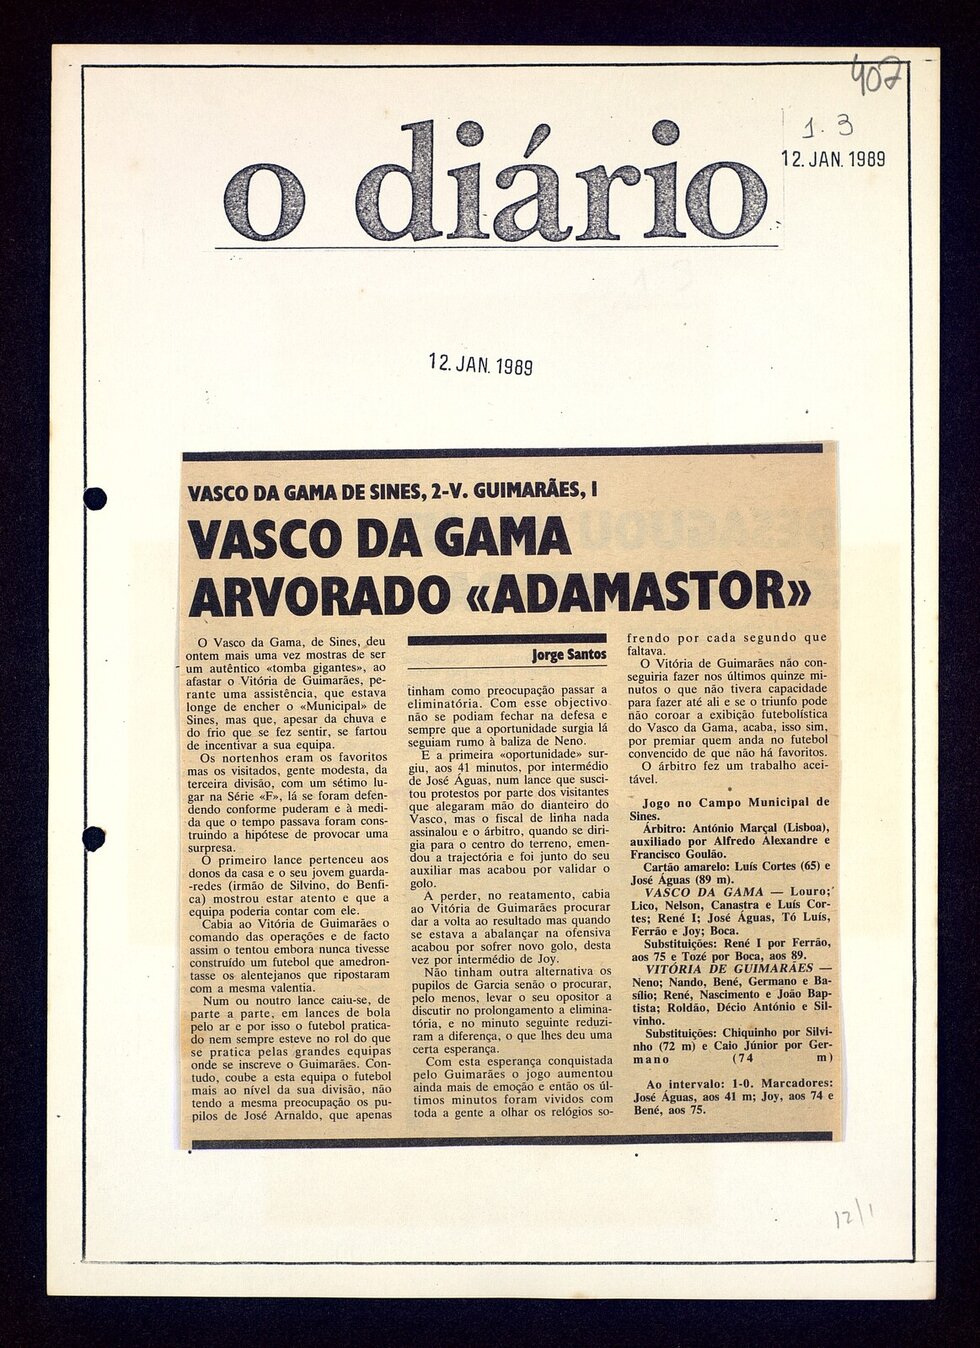 402
1. 3
12. JAN. 1989
o diário
12. JAN. 1989
VASCO DA GAMA DE SINES, 2-V. GUIMARÃES, 1
VASCO DA GAMA
ARVORADO «ADAMASTOR»
O Vasco da Gama, de Sines, deu
ontem mais uma vez mostras de ser
um autêntico «tomba gigantes», ao
afastar o Vitória de Guimarães, pe-
rante uma assistência, que estava
longe de encher o «Municipal» de
Sines, mas que, apesar da chuva e
do frio que se fez sentir, se fartou
de incentivar a sua equipa.
Os nortenhos eram os favoritos
mas os visitados, gente modesta, da
terceira divisão, com um sétimo lu-
gar na Série «F», lá se foram defen-
dendo conforme puderam e à medi-
da que o tempo passava foram cons-
truindo a hipótese de provocar uma
surpresa.
O primeiro lance pertenceu aos
donos da casa e o seu jovem guarda-
-redes (irmão de Silvino, do Benfi-
ca) mostrou estar atento e que a
equipa poderia contar com ele.
Cabia ao Vitória de Guimarães o
comando das operações e de facto
assim o tentou embora nunca tivesse
construído um futebol que amedron-
tasse os alentejanos que ripostaram
com a mesma valentia.
Num ou noutro lance caiu-se, de
parte a parte, em lances de bola
pelo ar e por isso o futebol pratica-
do nem sempre esteve no rol do que
se pratica pelas grandes equipas
onde se inscreve o Guimarães. Con-
tudo, coube a esta equipa o futebol
mais ao nível da sua divisão, não
tendo a mesma preocupação os pu-
pilos de José Arnaldo, que apenas
Jorge Santos
tinham como preocupação passar a
eliminatória. Com esse objectivo
não se podiam fechar na defesa e
sempre que a oportunidade surgia lá
seguiam rumo à baliza de Neno.
E a primeira «oportunidade» sur-
giu, aos 41 minutos, por intermédio
de José Águas, num lance que susci-
tou protestos por parte dos visitantes
que alegaram mão do dianteiro do
Vasco, mas o fiscal de linha nada
assinalou e o árbitro, quando se diri-
gia para o centro do terreno, emen-
dou a trajectória e foi junto do seu
auxiliar mas acabou por validar o
golo.
A perder, no reatamento, cabia
ao Vitória de Guimarães procurar
dar a volta ao resultado mas quando
se estava a abalançar na ofensiva
acabou por sofrer novo golo, desta
vez por intermédio de Joy.
Não tinham outra alternativa os
pupilos de Garcia senão o procurar,
pelo menos, levar o seu opositor a
discutir no prolongamento a elimina-
tória, e no minuto seguinte reduzi-
ram a diferença, o que lhes deu uma
certa esperança.
Com esta esperança conquistada
pelo Guimarães o jogo aumentou
ainda mais de emoção e então os úl-
timos minutos foram vividos com
toda a gente a olhar os relógios so-
frendo por cada segundo que
faltava.
O Vitória de Guimarães não con-
seguiria fazer nos últimos quinze mi-
nutos o que não tivera capacidade
para fazer até ali e se o triunfo pode
não coroar a exibição futebolística
do Vasco da Gama, acaba, isso sim,
por premiar quem anda no futebol
convencido de que não há favoritos.
O árbitro fez um trabalho acei-
tável.
Jogo no Campo Municipal de
Sines.
Árbitro: António Marçal (Lisboa),
auxiliado por Alfredo Alexandre e
Francisco Goulão.
Cartão amarelo: Luís Cortes (65) e
José Águas (89 m).
VASCO DA GAMA — Louro;
Lico, Nelson, Canastra e Luís Cor-
tes; René I; José Águas, Tó Luís,
Ferrão e Joy; Boca.
Substituições: René I por Ferrão,
aos 75 e Tozé por Boca, aos 89.
VITÓRIA DE GUIMARÃES —
Neno; Nando, Bené, Germano e Ba-
sílio; René, Nascimento e João Bap-
tista; Roldão, Décio António e Sil-
vinho.
Substituições: Chiquinho por Silvi-
nho (72 m) e Caio Júnior por Ger-
mano (74 m)
Ao intervalo: 1-0. Marcadores:
José Águas, aos 41 m; Joy, aos 74 e
Bené, aos 75.
12/1